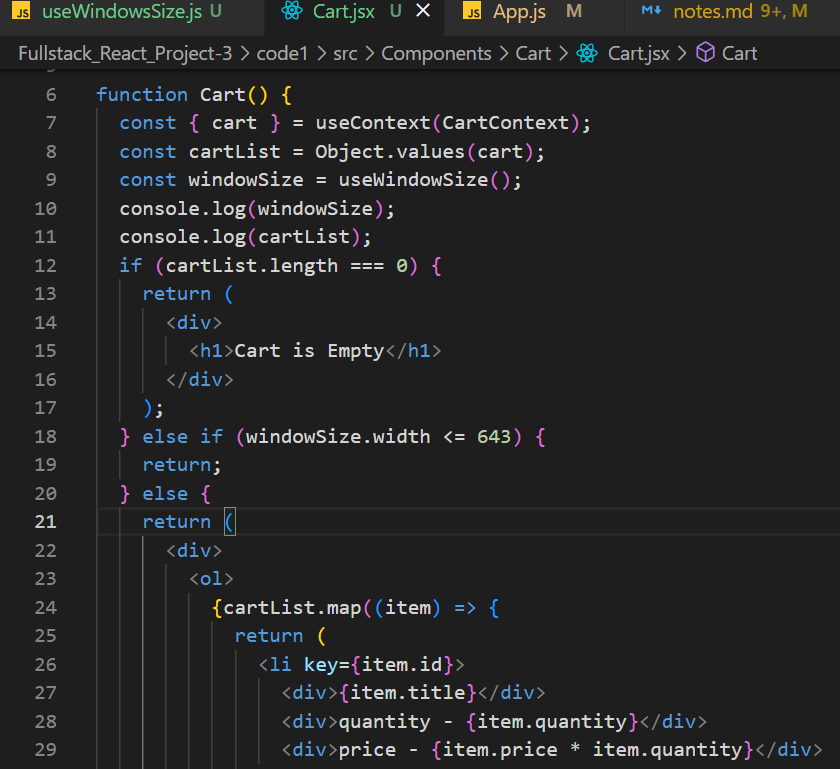 JS useWindowsSize.js U Cart.jsx U X JS App.js M M↓ notes.md 9+, M
Fullstack_React_Project-3 > code1 > src > Components > Cart > Cart.jsx > Cart
6 function Cart() {
7 const { cart } = useContext(CartContext);
8 const cartList = Object.values(cart);
9 const windowSize = useWindowSize();
10 console.log(windowSize);
11 console.log(cartList);
12 if (cartList.length === 0) {
13 return (
14 <div>
15 <h1>Cart is Empty</h1>
16 </div>
17 );
18 } else if (windowSize.width <= 643) {
19 return;
20 } else {
21 return (
22 <div>
23 <ol>
24 {cartList.map((item) => {
25 return (
26 <li key={item.id}>
27 <div>{item.title}</div>
28 <div>quantity - {item.quantity}</div>
29 <div>price - {item.price * item.quantity}</div>